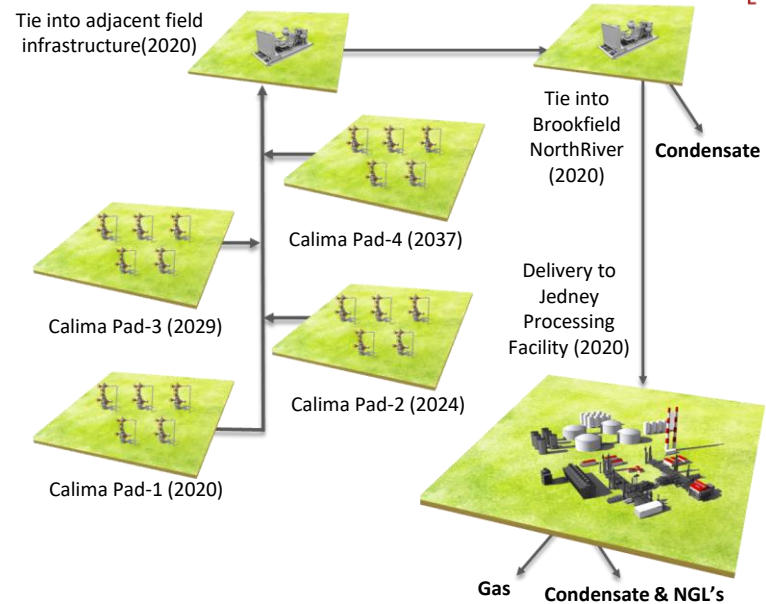 Tie into adjacent field
infrastructure(2020)
Tie into
Brookfield
NorthRiver
(2020)
Condensate
Calima Pad-4 (2037)
Calima Pad-3 (2029)
Delivery to
Jedney
Processing
Facility (2020)
Calima Pad-2 (2024)
Calima Pad-1 (2020)
Gas
Condensate & NGL's